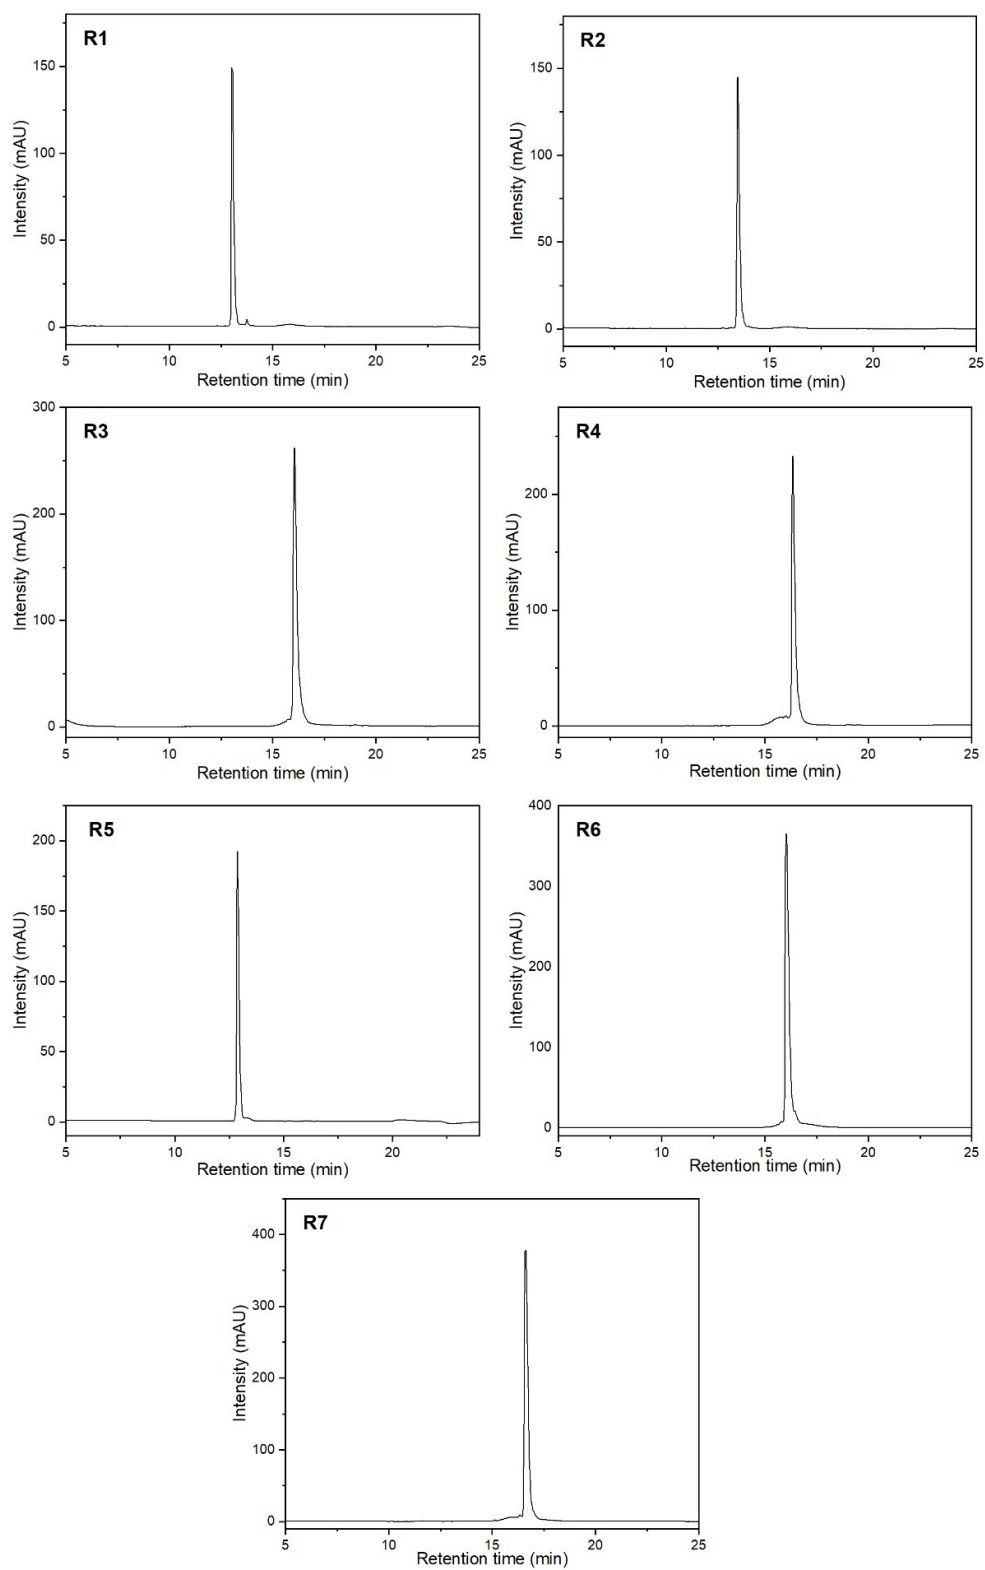 R1
Intensity (mAU)
150
100
50
0
5 10 15 20 25
Retention time (min)
R2
Intensity (mAU)
150
100
50
0
5 10 15 20 25
Retention time (min)
R3
Intensity (mAU)
300
200
100
0
5 10 15 20 25
Retention time (min)
R4
Intensity (mAU)
200
100
0
5 10 15 20 25
Retention time (min)
R5
Intensity (mAU)
200
150
100
50
0
5 10 15 20
Retention time (min)
R6
Intensity (mAU)
400
300
200
100
0
5 10 15 20 25
Retention time (min)
R7
Intensity (mAU)
400
300
200
100
0
5 10 15 20 25
Retention time (min)